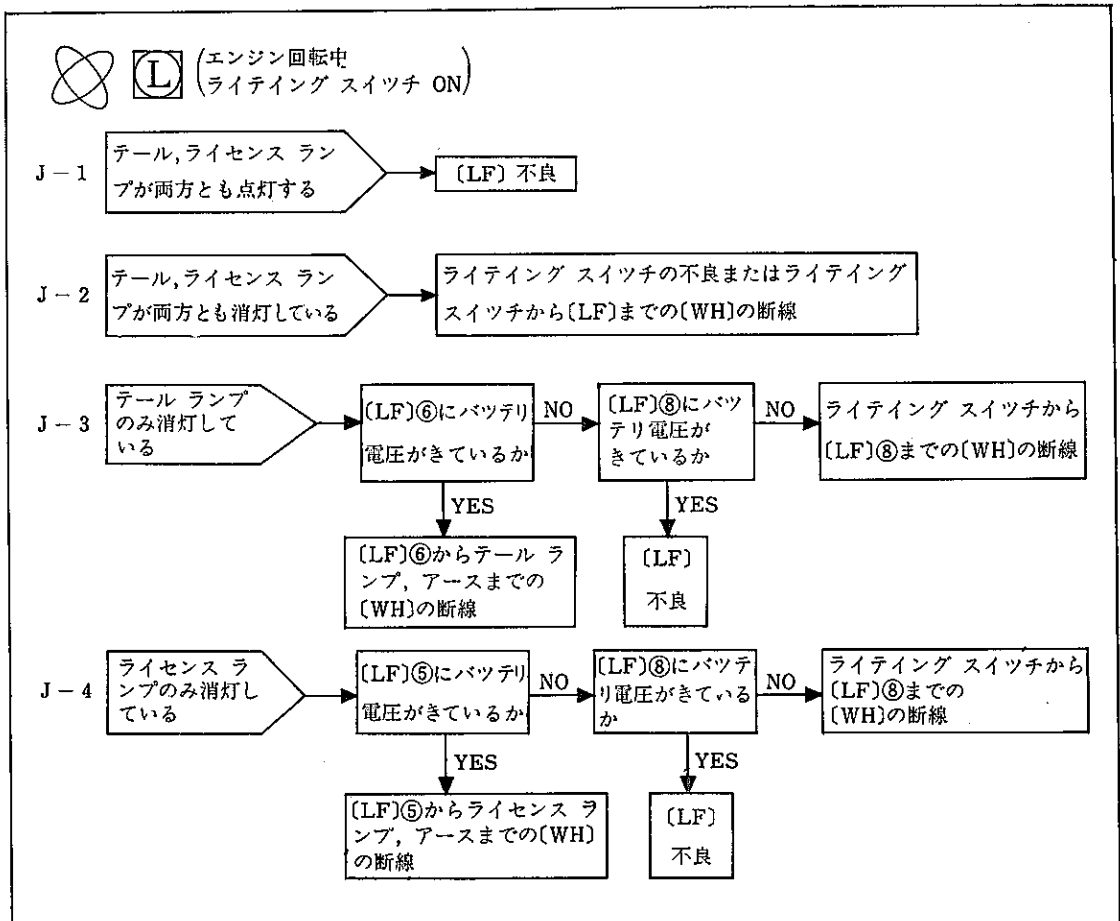 Ⓛ
エンジン回転中
ライテイング スイツチ ON
J-1
テール,ライセンス ラン
プが両方とも点灯する
〔LF〕不良
J-2
テール,ライセンス ラン
プが両方とも消灯している
ライテイング スイツチの不良またはライテイング
スイツチから〔LF〕までの〔WH〕の断線
J-3
テール ランプ
のみ消灯して
いる
〔LF〕⑥にバツテリ
電圧がきているか
NO
〔LF〕⑧にバツ
テリ電圧が
きているか
NO
ライテイング スイツチから
〔LF〕⑧までの〔WH〕の断線
YES
YES
〔LF〕⑥からテール ラ
ンプ, アースまでの
〔WH〕の断線
〔LF〕
不良
J-4
ライセンス ラ
ンプのみ消灯し
ている
〔LF〕⑤にバツテリ
電圧がきているか
NO
〔LF〕⑧にバツテ
リ電圧がきている
か
NO
ライテイング スイツチから
〔LF〕⑧までの
〔WH〕の断線
YES
YES
〔LF〕⑤からライセンス ラ
ンプ, アースまでの〔WH〕
の断線
〔LF〕
不良